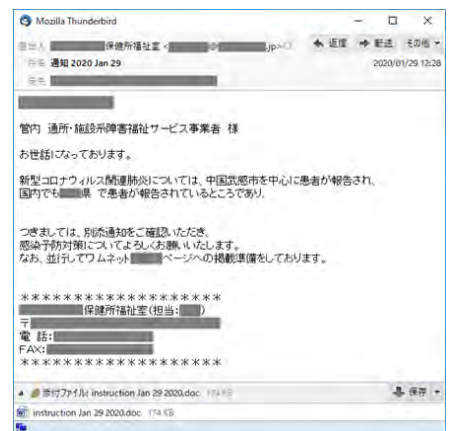 Mozilla Thunderbird
差出人 保健所福祉室 < @ .jp>
返信 転送 その他
件名 通知 2020 Jan 29
2020/01/29 12:28
宛先
管内 通所・施設系障害福祉サービス事業者 様
お世話になっております。
新型コロナウィルス関連肺炎については、中国武漢市を中心に患者が報告され、
国内でも 県 で患者が報告されているところであり、
つきましては、別添通知をご確認いただき、
感染予防対策についてよろしくお願いいたします。
なお、並行してワムネット ページへの掲載準備をしております。
********************
保健所福祉室(担当: )
〒
電 話:
FAX:
********************
添付ファイル: instruction Jan 29 2020.doc 174 KB
保存
instruction Jan 29 2020.doc 174 KB